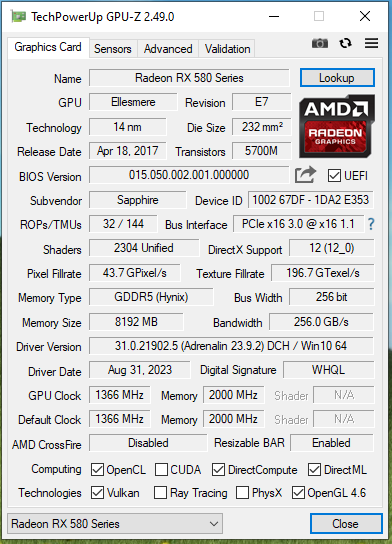 TechPowerUp GPU-Z 2.49.0
Graphics Card Sensors Advanced Validation
Name Radeon RX 580 Series Lookup
GPU Ellesmere Revision E7
Technology 14 nm Die Size 232 mm²
Release Date Apr 18, 2017 Transistors 5700M
AMD
RADEON
GRAPHICS
BIOS Version 015.050.002.001.000000 UEFI
Subvendor Sapphire Device ID 1002 67DF - 1DA2 E353
ROPs/TMUs 32 / 144 Bus Interface PCIe x16 3.0 @ x16 1.1 ?
Shaders 2304 Unified DirectX Support 12 (12_0)
Pixel Fillrate 43.7 GPixel/s Texture Fillrate 196.7 GTexel/s
Memory Type GDDR5 (Hynix) Bus Width 256 bit
Memory Size 8192 MB Bandwidth 256.0 GB/s
Driver Version 31.0.21902.5 (Adrenalin 23.9.2) DCH / Win10 64
Driver Date Aug 31, 2023 Digital Signature WHQL
GPU Clock 1366 MHz Memory 2000 MHz Shader N/A
Default Clock 1366 MHz Memory 2000 MHz Shader N/A
AMD CrossFire Disabled Resizable BAR Enabled
Computing OpenCL CUDA DirectCompute DirectML
Technologies Vulkan Ray Tracing PhysX OpenGL 4.6
Radeon RX 580 Series Close